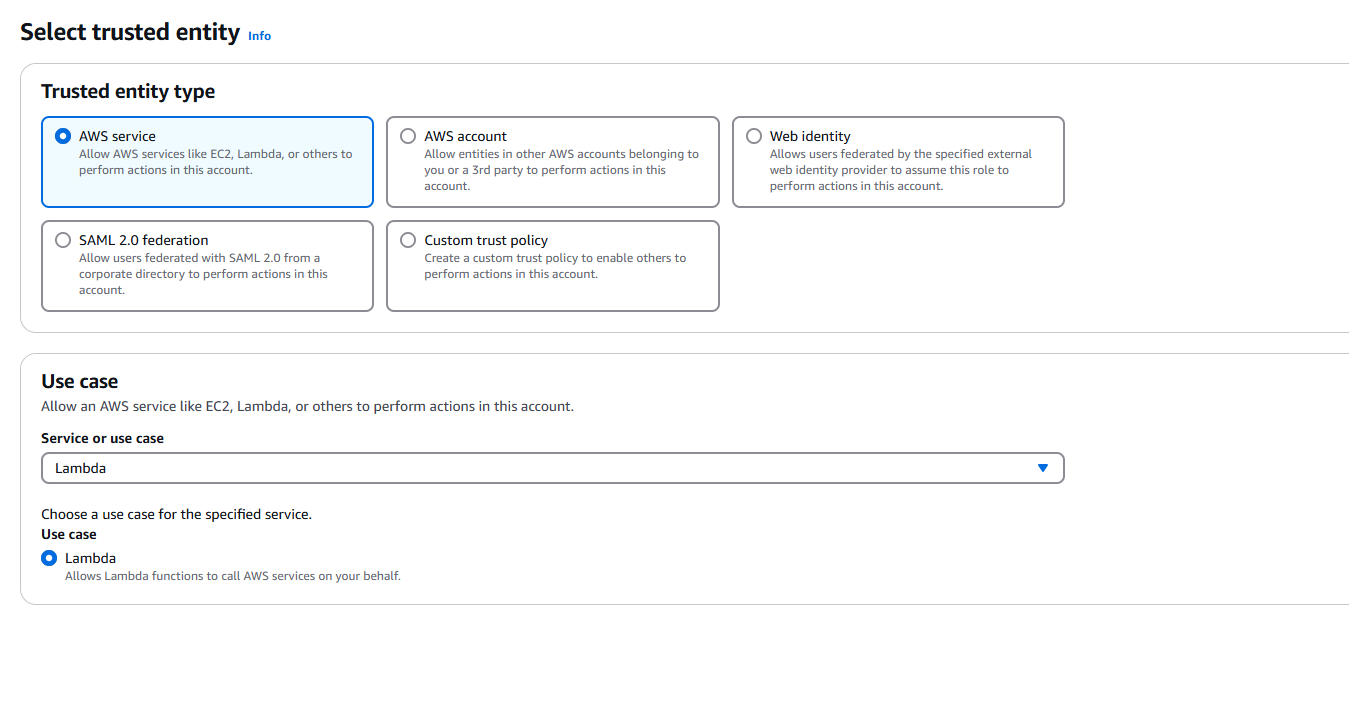 Select trusted entity Info
Trusted entity type
AWS service
Allow AWS services like EC2, Lambda, or others to
perform actions in this account.
AWS account
Allow entities in other AWS accounts belonging to
you or a 3rd party to perform actions in this
account.
Web identity
Allows users federated by the specified external
web identity provider to assume this role to
perform actions in this account.
SAML 2.0 federation
Allow users federated with SAML 2.0 from a
corporate directory to perform actions in this
account.
Custom trust policy
Create a custom trust policy to enable others to
perform actions in this account.
Use case
Allow an AWS service like EC2, Lambda, or others to perform actions in this account.
Service or use case
Lambda
Choose a use case for the specified service.
Use case
Lambda
Allows Lambda functions to call AWS services on your behalf.